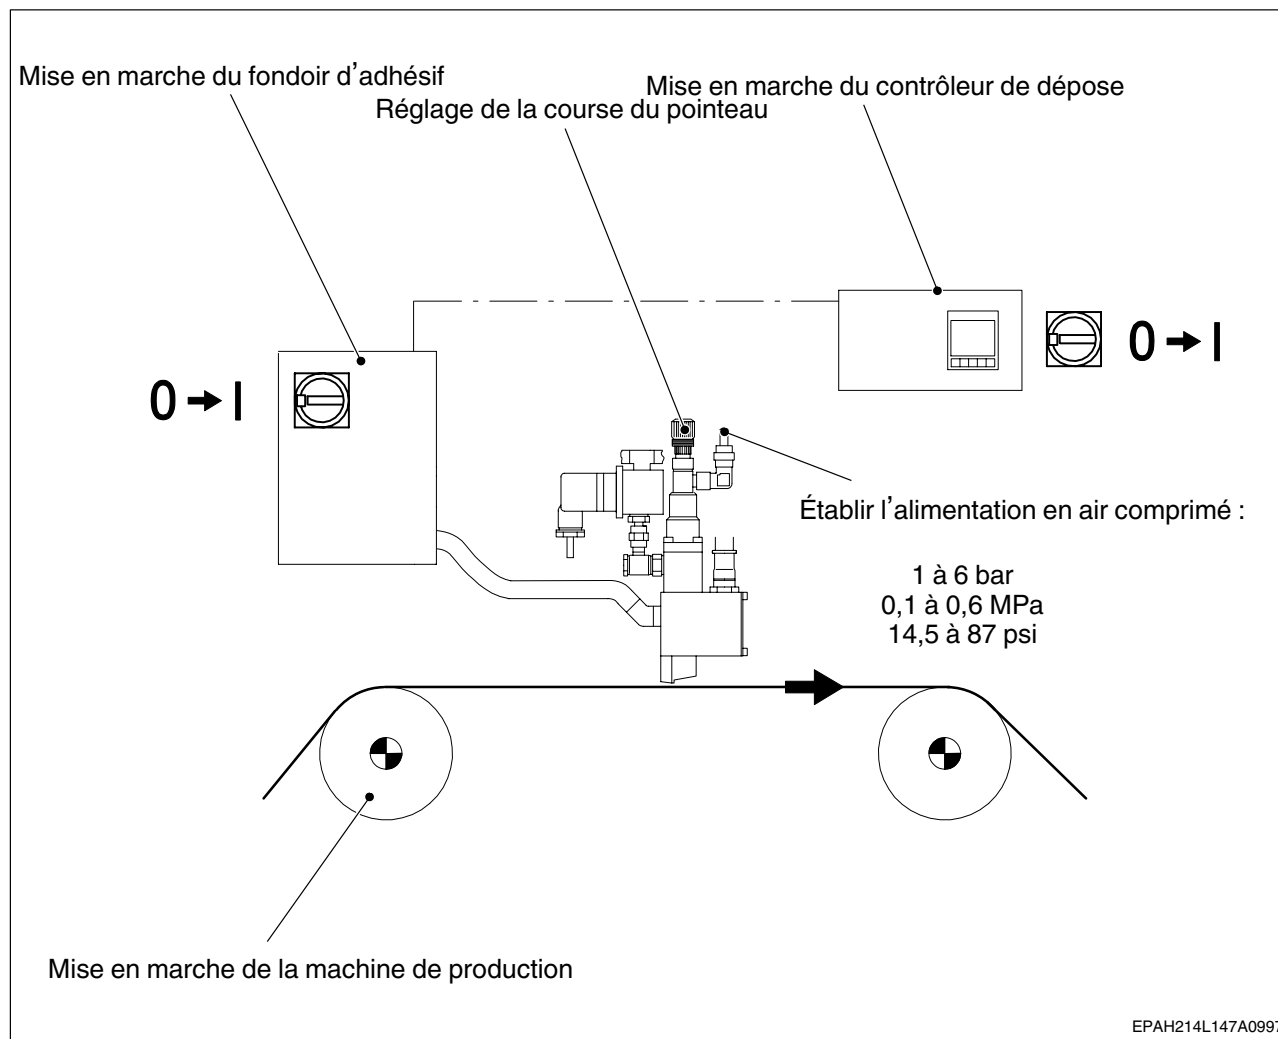 Mise en marche du fondoir d’adhésif
Mise en marche du contrôleur de dépose
Réglage de la course du pointeau
0 I
0 I
Établir l’alimentation en air comprimé :
1 à 6 bar
0,1 à 0,6 MPa
14,5 à 87 psi
Mise en marche de la machine de production
EPAH214L147A0997